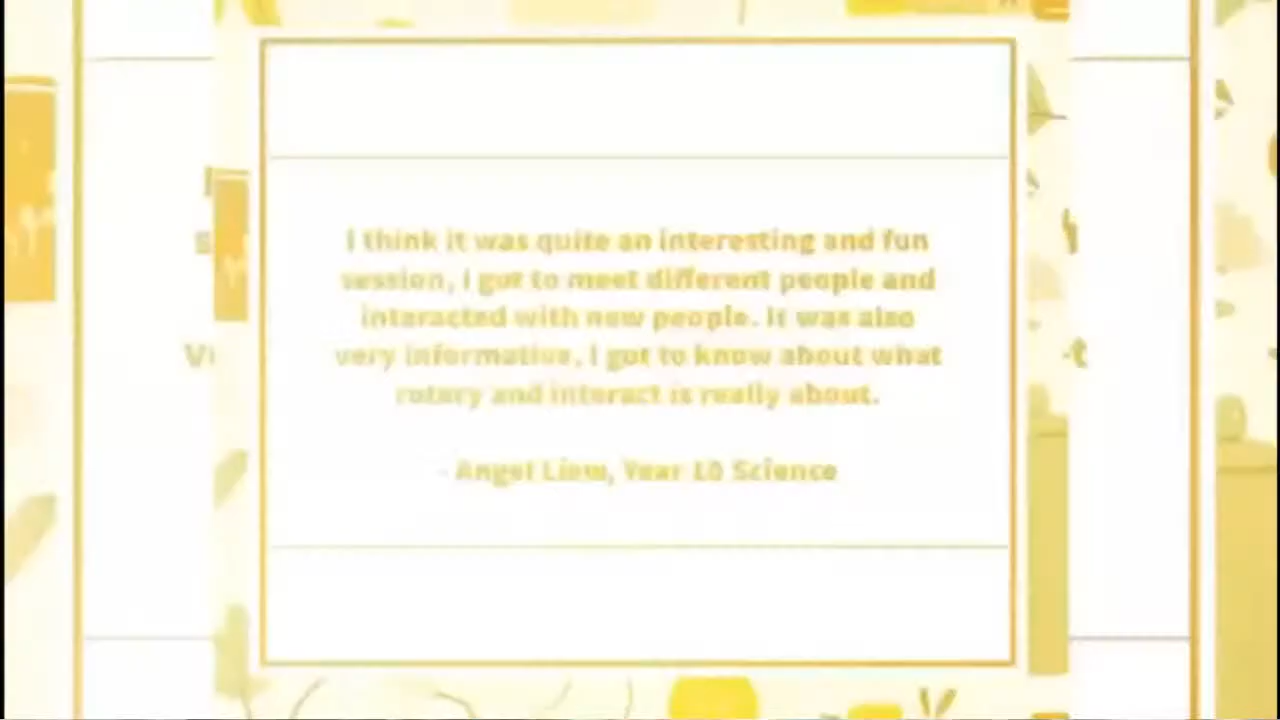 I think it was quite an interesting and fun
session, I got to meet different people and
interacted with new people. It was also
very informative, I got to know about what
rotary and interact is really about.
- Angel Liew, Year 10 Science